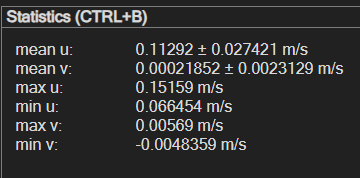 Statistics (CTRL+B)
mean u: 0.11292 ± 0.027421 m/s
mean v: 0.00021852 ± 0.0023129 m/s
max u: 0.15159 m/s
min u: 0.066454 m/s
max v: 0.00569 m/s
min v: -0.0048359 m/s